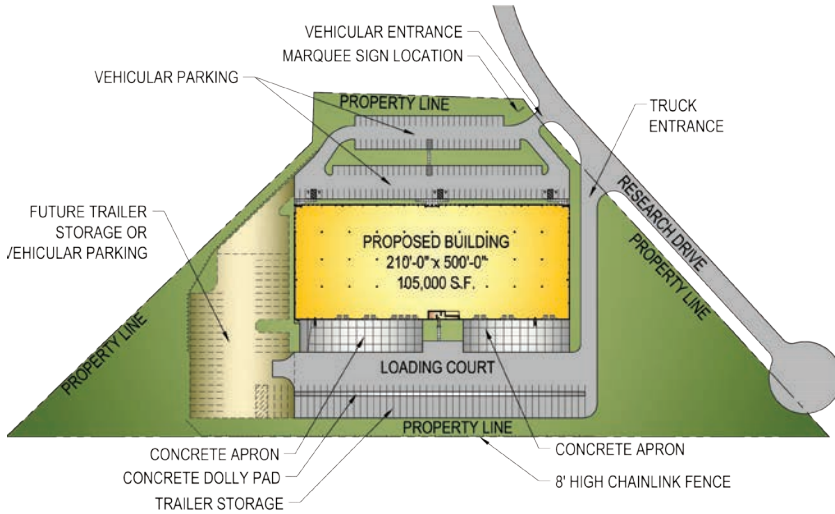 VEHICULAR ENTRANCE
MARQUEE SIGN LOCATION
VEHICULAR PARKING
PROPERTY LINE
TRUCK
ENTRANCE
RESEARCH DRIVE
PROPERTY LINE
FUTURE TRAILER
STORAGE OR
VEHICULAR PARKING
PROPOSED BUILDING
210'-0" x 500'-0"
105,000 S.F.
PROPERTY LINE
LOADING COURT
PROPERTY LINE
CONCRETE APRON
CONCRETE DOLLY PAD
TRAILER STORAGE
CONCRETE APRON
8' HIGH CHAINLINK FENCE